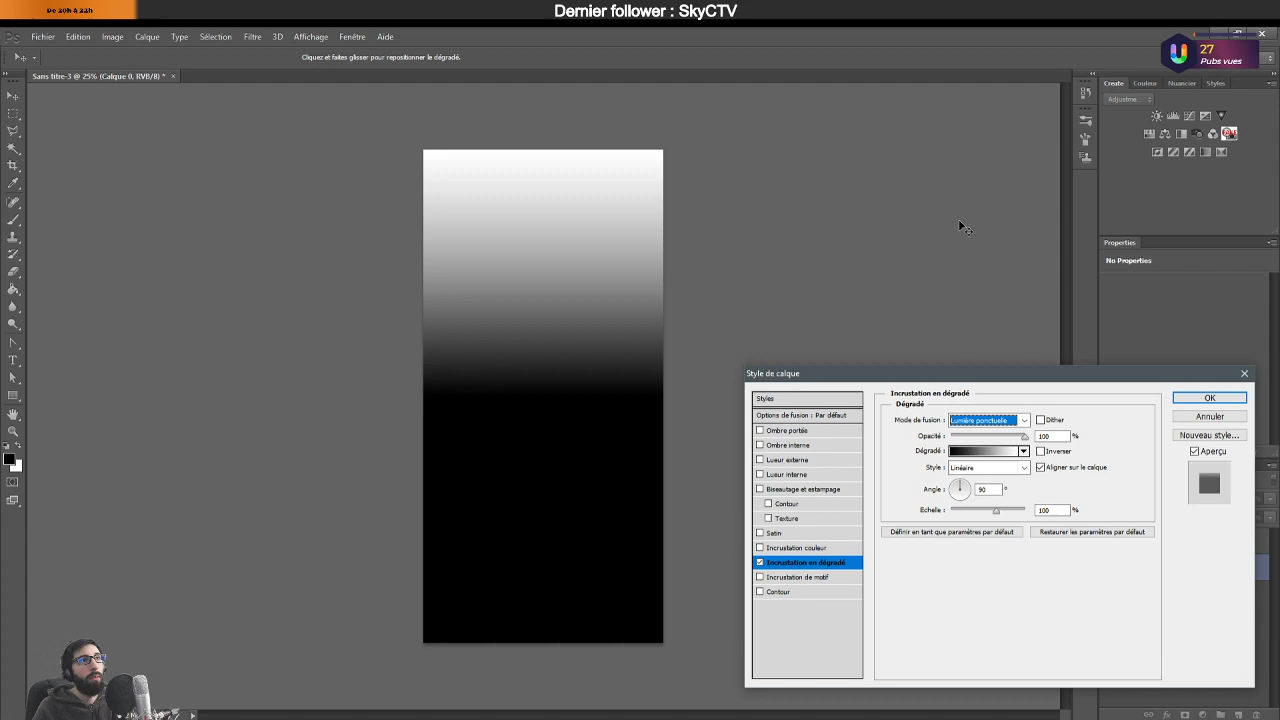 De 20h à 22h
Dernier follower : SkyCTV
Ps
Fichier Edition Image Calque Type Sélection Filtre 3D Affichage Fenêtre Aide
Cliquez et faites glisser pour repositionner le dégradé.
27
Pubs vues
Sans titre-3 @ 25% (Calque 0, RVB/8) * ×
Create Couleur Nuancier Styles
Adjustme...
Properties
No Properties
Style de calque
Styles
Options de fusion : Par défaut
Ombre portée
Ombre interne
Lueur externe
Lueur interne
Biseautage et estampage
Contour
Texture
Satin
Incrustation couleur
Incrustation en dégradé
Incrustation de motif
Contour
Incrustation en dégradé
Dégradé
Mode de fusion : Lumière ponctuelle Dither
Opacité : 100 %
Dégradé : Inverser
Style : Linéaire Aligner sur le calque
Angle : 90 °
Echelle : 100 %
Définir en tant que paramètres par défaut Restaurer les paramètres par défaut
OK
Annuler
Nouveau style...
Aperçu